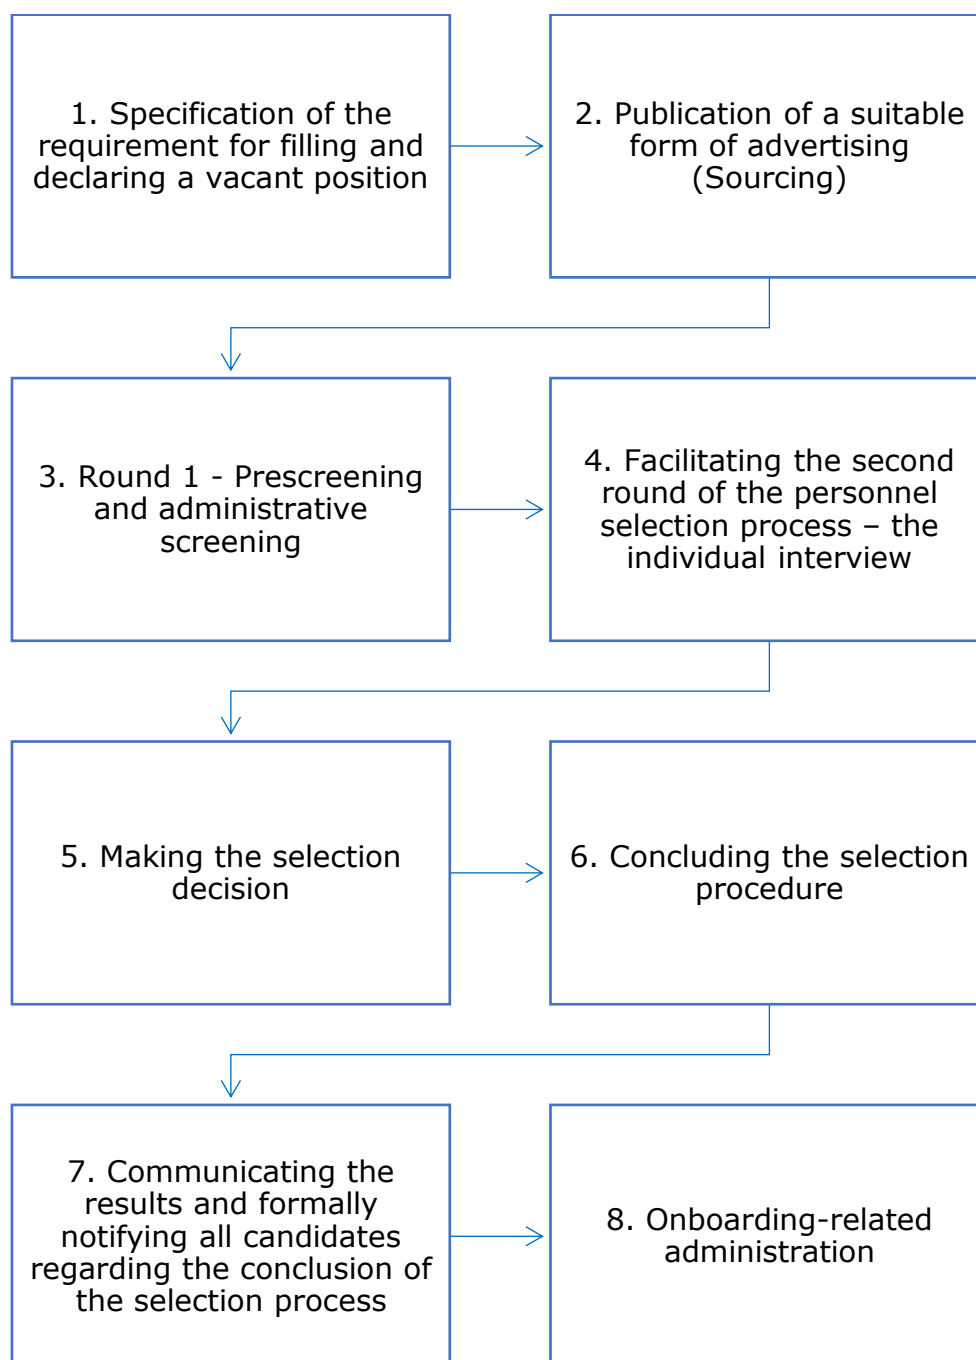 1. Specification of the
requirement for filling and
declaring a vacant position
2. Publication of a suitable
form of advertising
(Sourcing)
3. Round 1 - Prescreening
and administrative
screening
4. Facilitating the second
round of the personnel
selection process – the
individual interview
5. Making the selection
decision
6. Concluding the selection
procedure
7. Communicating the
results and formally
notifying all candidates
regarding the conclusion of
the selection process
8. Onboarding-related
administration